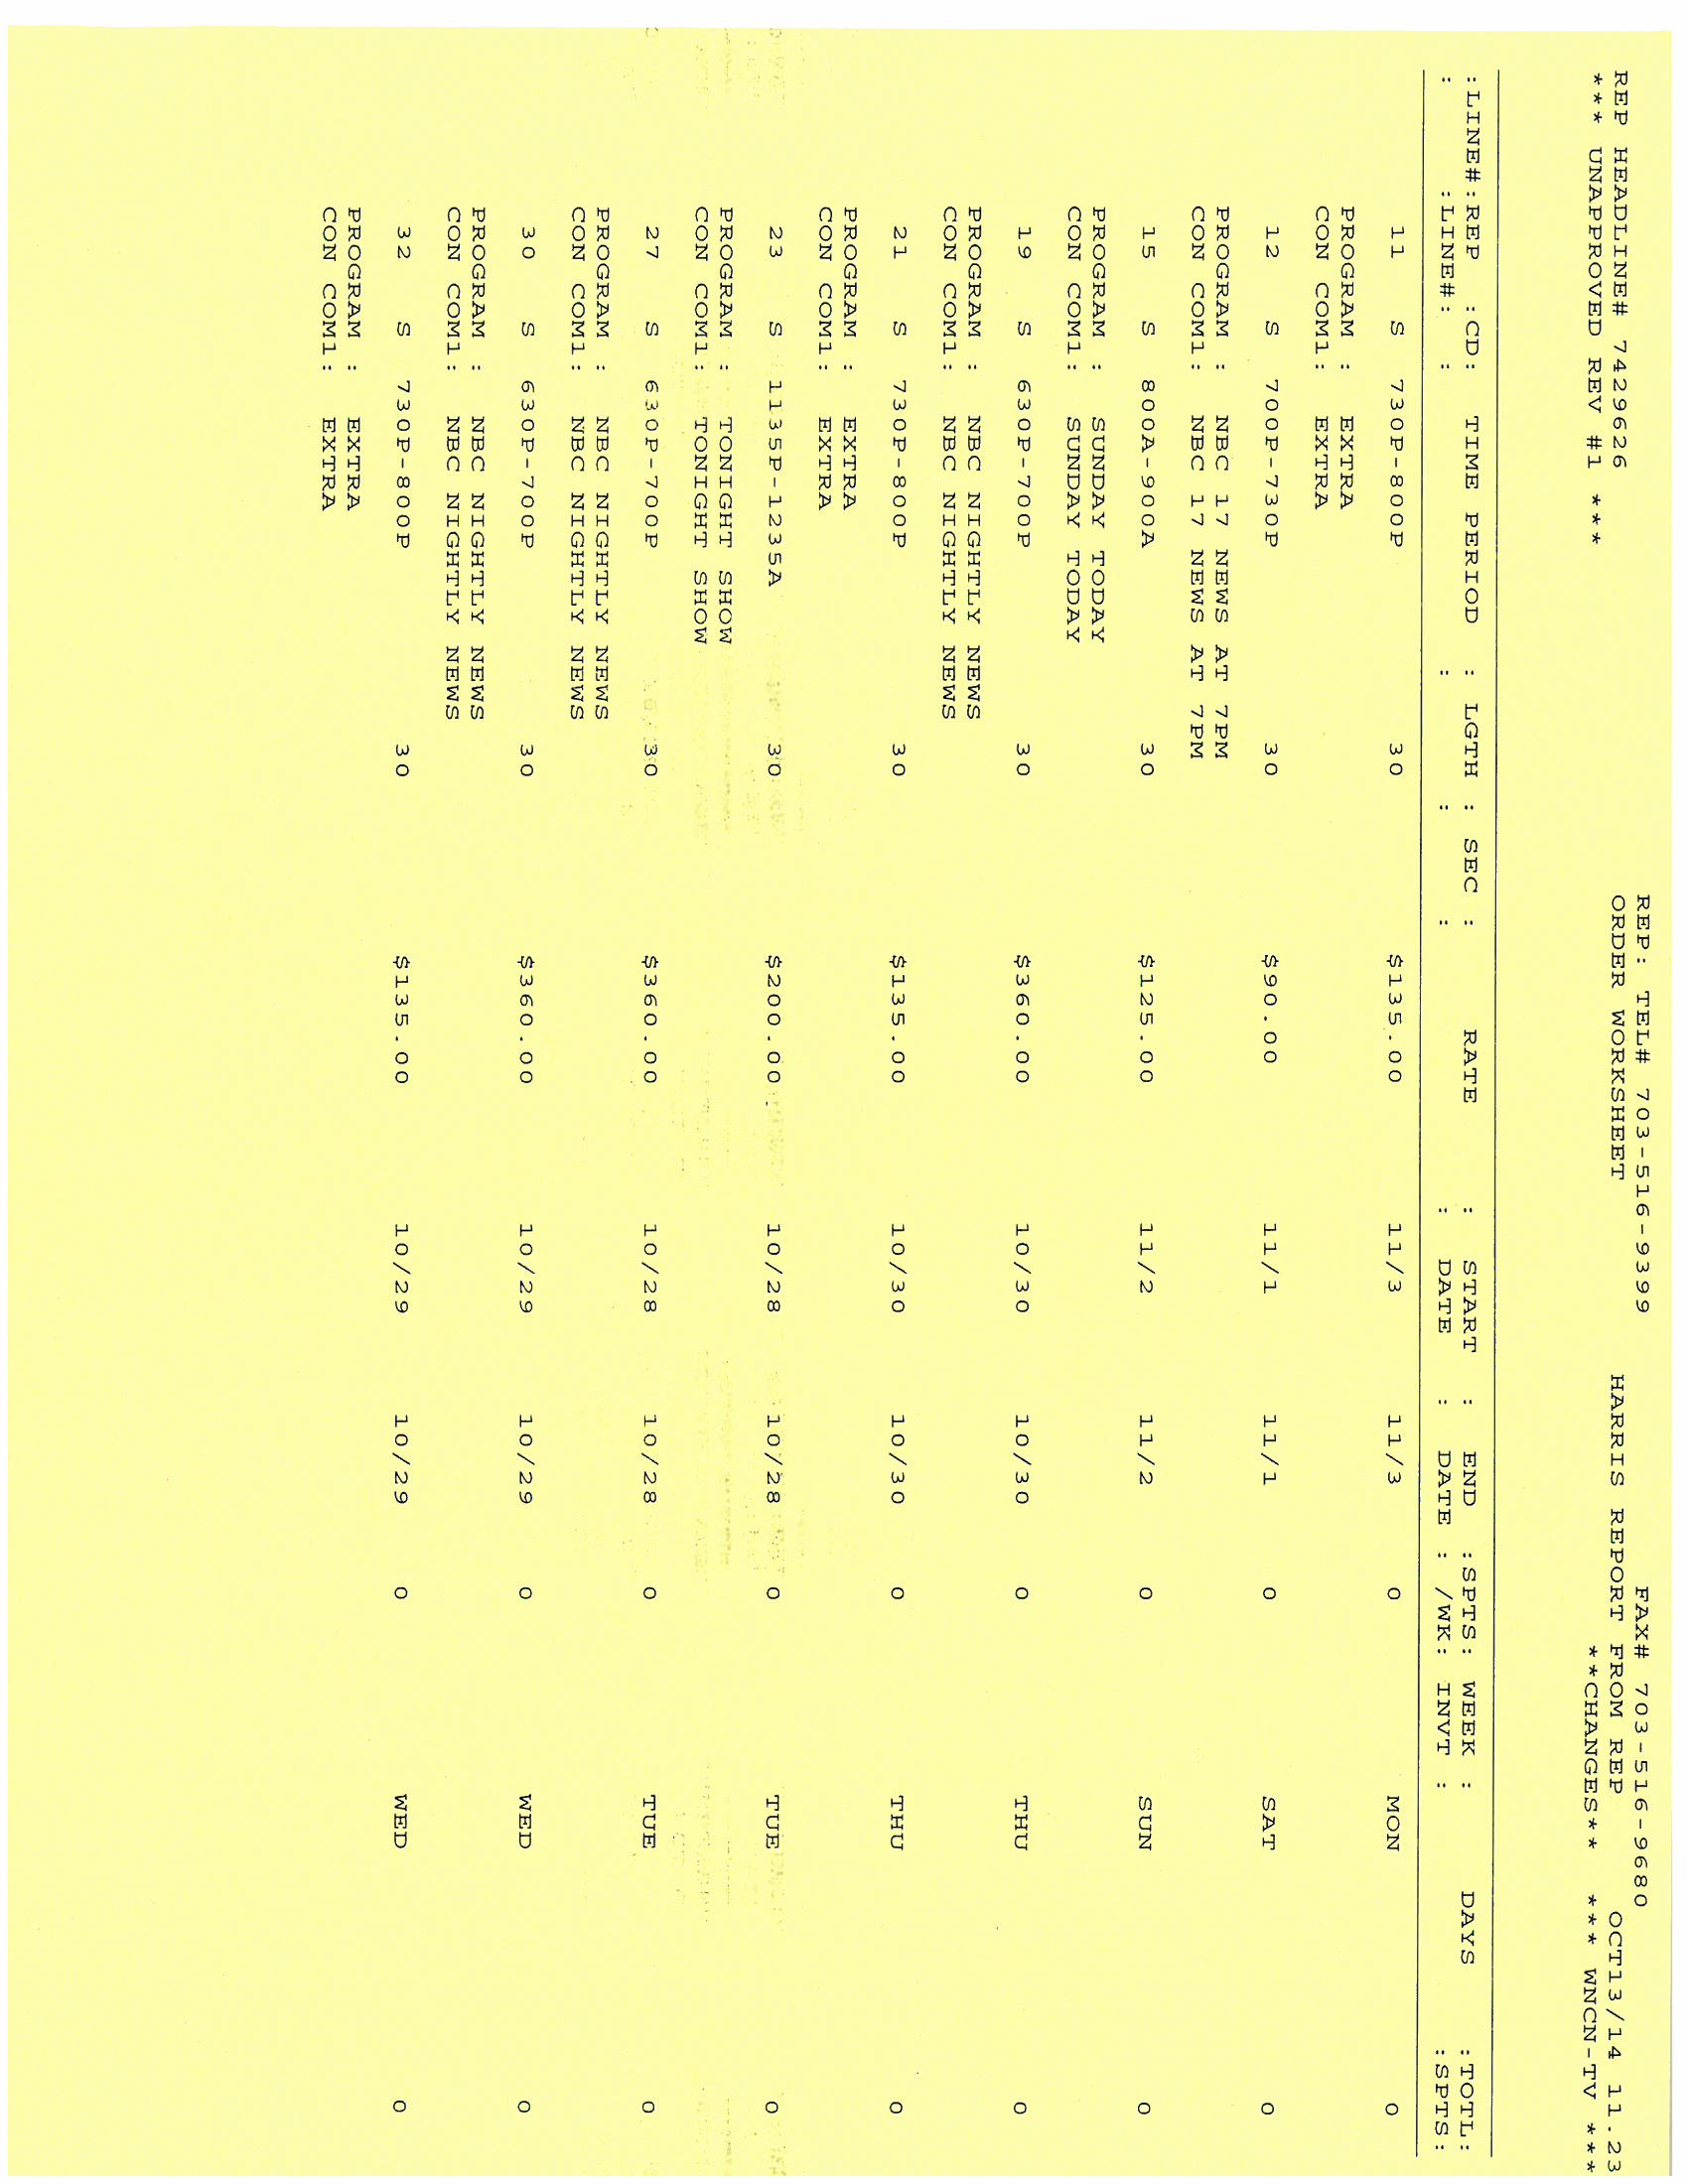 REP: TEL# 703-516-9399 FAX# 703-516-9680
REP HEADLINE# 7429626 ORDER WORKSHEET HARRIS REPORT FROM REP OCT13/14 11.23
*** UNAPPROVED REV #1 *** **CHANGES** *** WNCN-TV ***
:LINE#:REP :CD: TIME PERIOD : LGTH : SEC : RATE : START : END :SPTS: WEEK : DAYS :TOTL:
: :LINE#: : : : : DATE : DATE : /WK: INVT : :SPTS:
11 S 730P-800P 30 $135.00 11/3 11/3 0 MON 0
PROGRAM : EXTRA
CON COM1: EXTRA
12 S 700P-730P 30 $90.00 11/1 11/1 0 SAT 0
PROGRAM : NBC 17 NEWS AT 7PM
CON COM1: NBC 17 NEWS AT 7PM
15 S 800A-900A 30 $125.00 11/2 11/2 0 SUN 0
PROGRAM : SUNDAY TODAY
CON COM1: SUNDAY TODAY
19 S 630P-700P 30 $360.00 10/30 10/30 0 THU 0
PROGRAM : NBC NIGHTLY NEWS
CON COM1: NBC NIGHTLY NEWS
21 S 730P-800P 30 $135.00 10/30 10/30 0 THU 0
PROGRAM : EXTRA
CON COM1: EXTRA
23 S 1135P-1235A 30 $200.00 10/28 10/28 0 TUE 0
PROGRAM : TONIGHT SHOW
CON COM1: TONIGHT SHOW
27 S 630P-700P 30 $360.00 10/28 10/28 0 TUE 0
PROGRAM : NBC NIGHTLY NEWS
CON COM1: NBC NIGHTLY NEWS
30 S 630P-700P 30 $360.00 10/29 10/29 0 WED 0
PROGRAM : NBC NIGHTLY NEWS
CON COM1: NBC NIGHTLY NEWS
32 S 730P-800P 30 $135.00 10/29 10/29 0 WED 0
PROGRAM : EXTRA
CON COM1: EXTRA